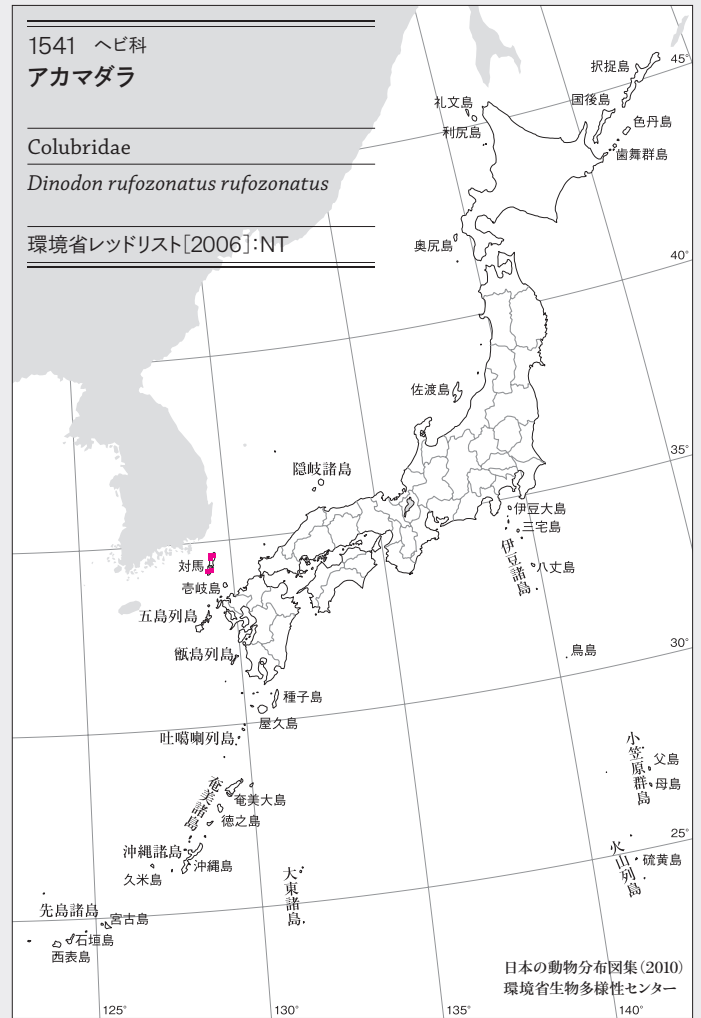 1541 ヘビ科
アカマダラ
Colubridae
Dinodon rufozonatus rufozonatus
環境省レッドリスト[2006]:NT
択捉島
45°
国後島
礼文島
色丹島
利尻島
歯舞群島
奥尻島
40°
佐渡島
35°
隠岐諸島
伊豆大島
三宅島
伊豆諸島
八丈島
対馬
壱岐島
五島列島
甑島列島
鳥島
30°
種子島
屋久島
吐噶喇列島
小笠原群島
父島
母島
奄美諸島
奄美大島
徳之島
25°
火山列島
硫黄島
沖縄諸島
沖縄島
久米島
大東諸島
先島諸島
宮古島
石垣島
西表島
日本の動物分布図集(2010)
環境省生物多様性センター
125°
130°
135°
140°